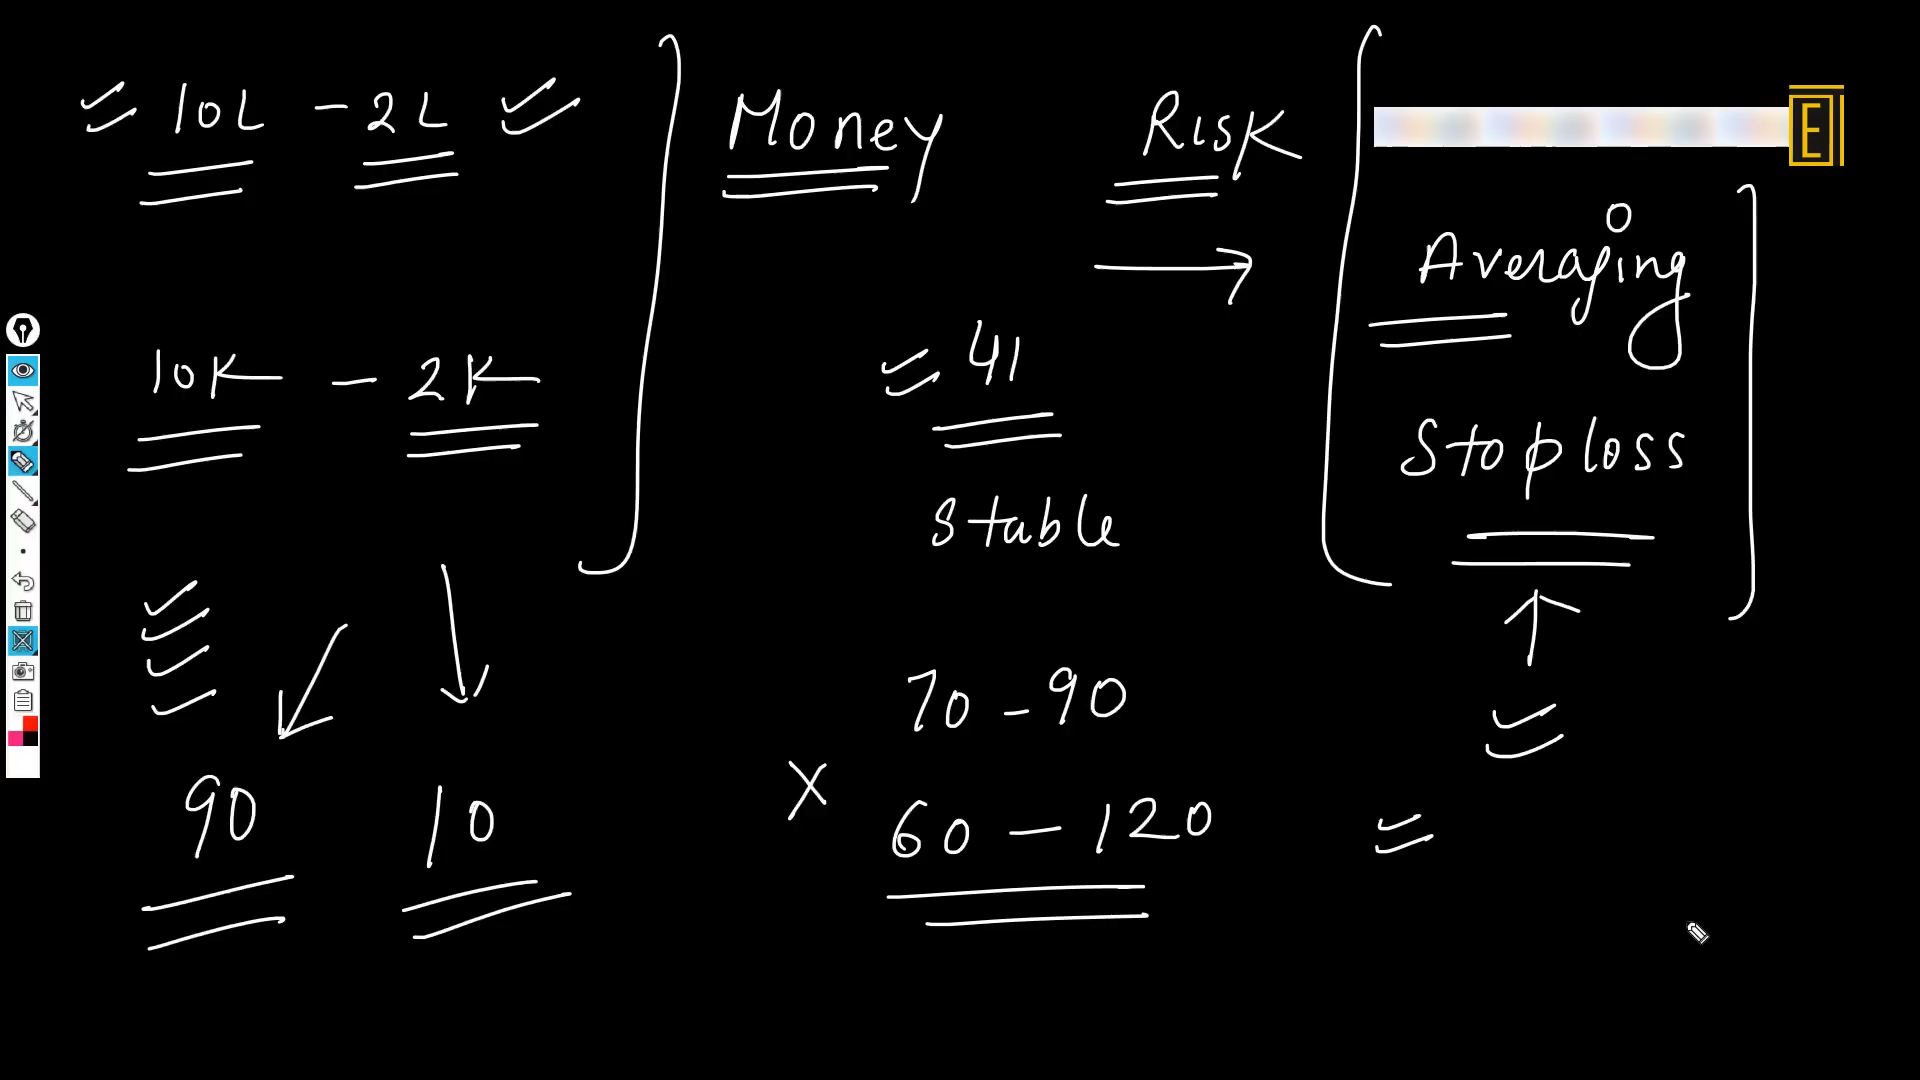 10L - 2L
Money
Risk
E
Averaging
10K - 2K
41
Stoploss
Stable
70 - 90
90
10
X
60 - 120